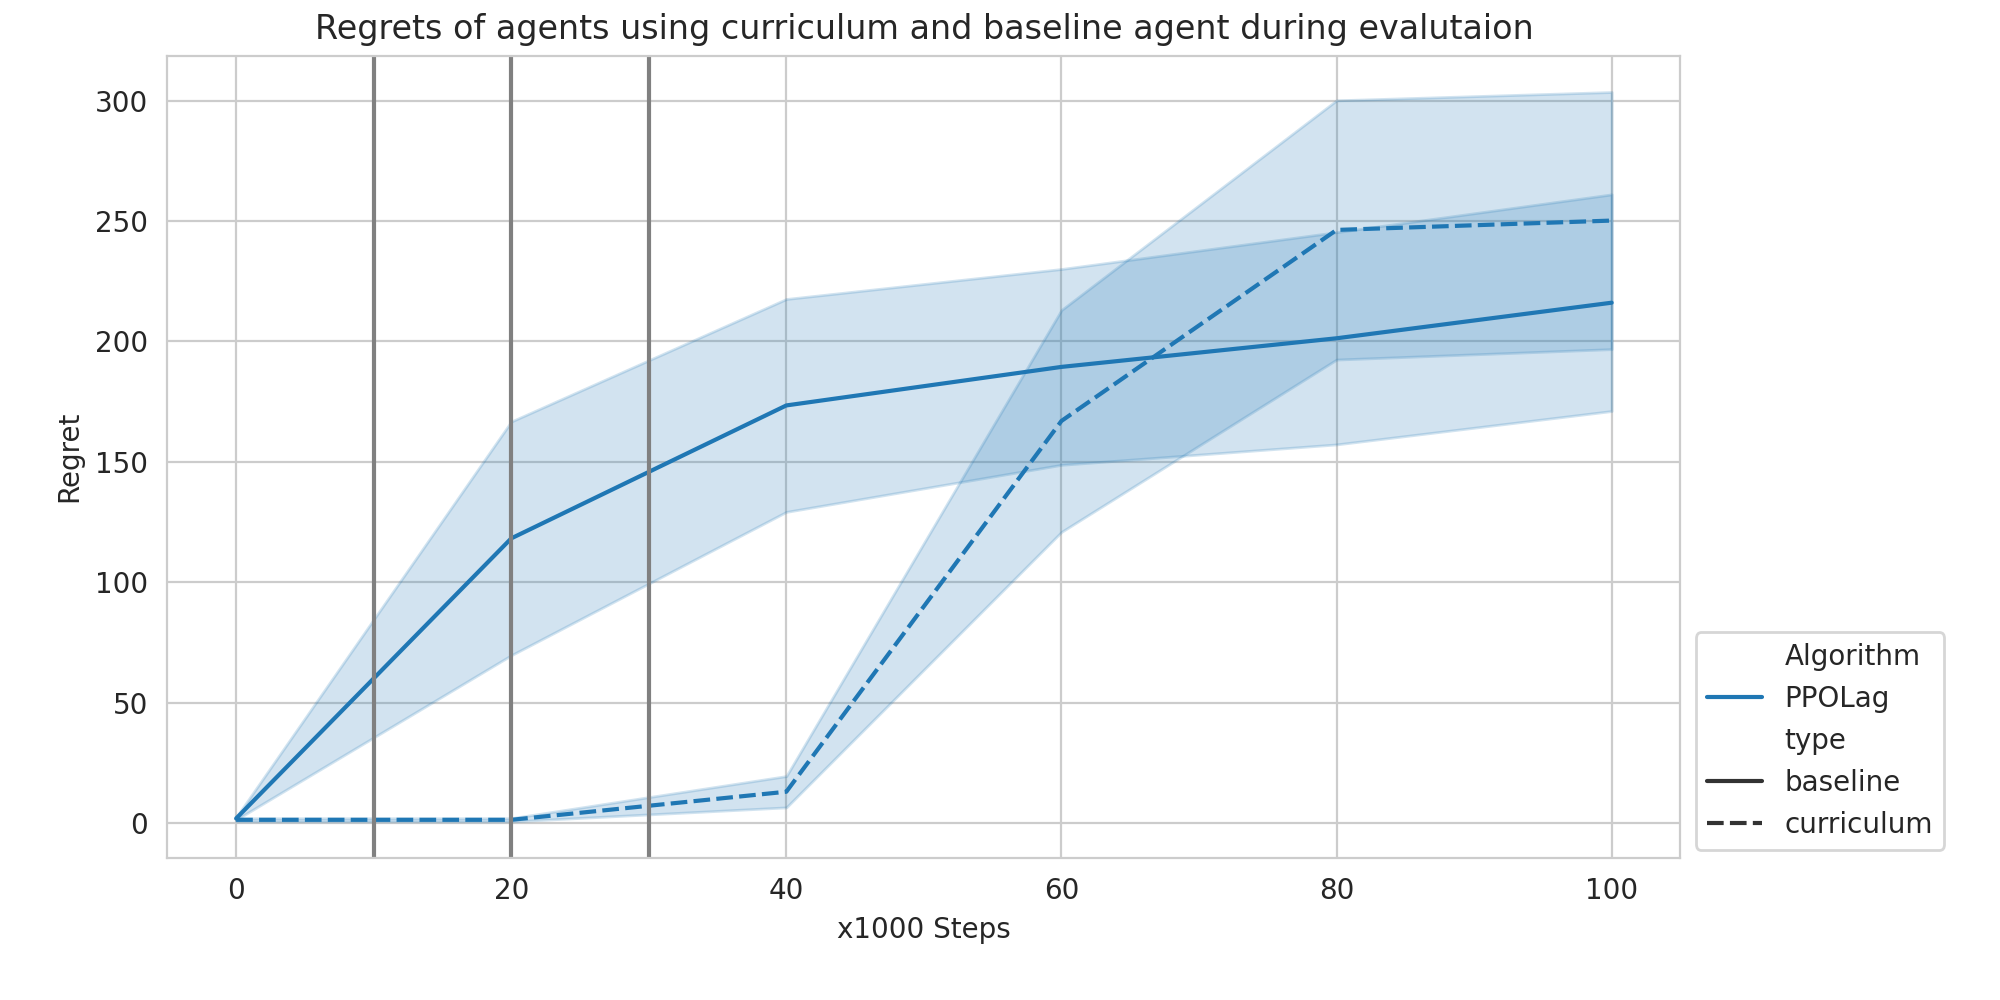 Regrets of agents using curriculum and baseline agent during evalutaion
300
250
200
150
100
50
0
Regret
0 20 40 60 80 100
x1000 Steps
Algorithm
PPOLag
type
baseline
curriculum